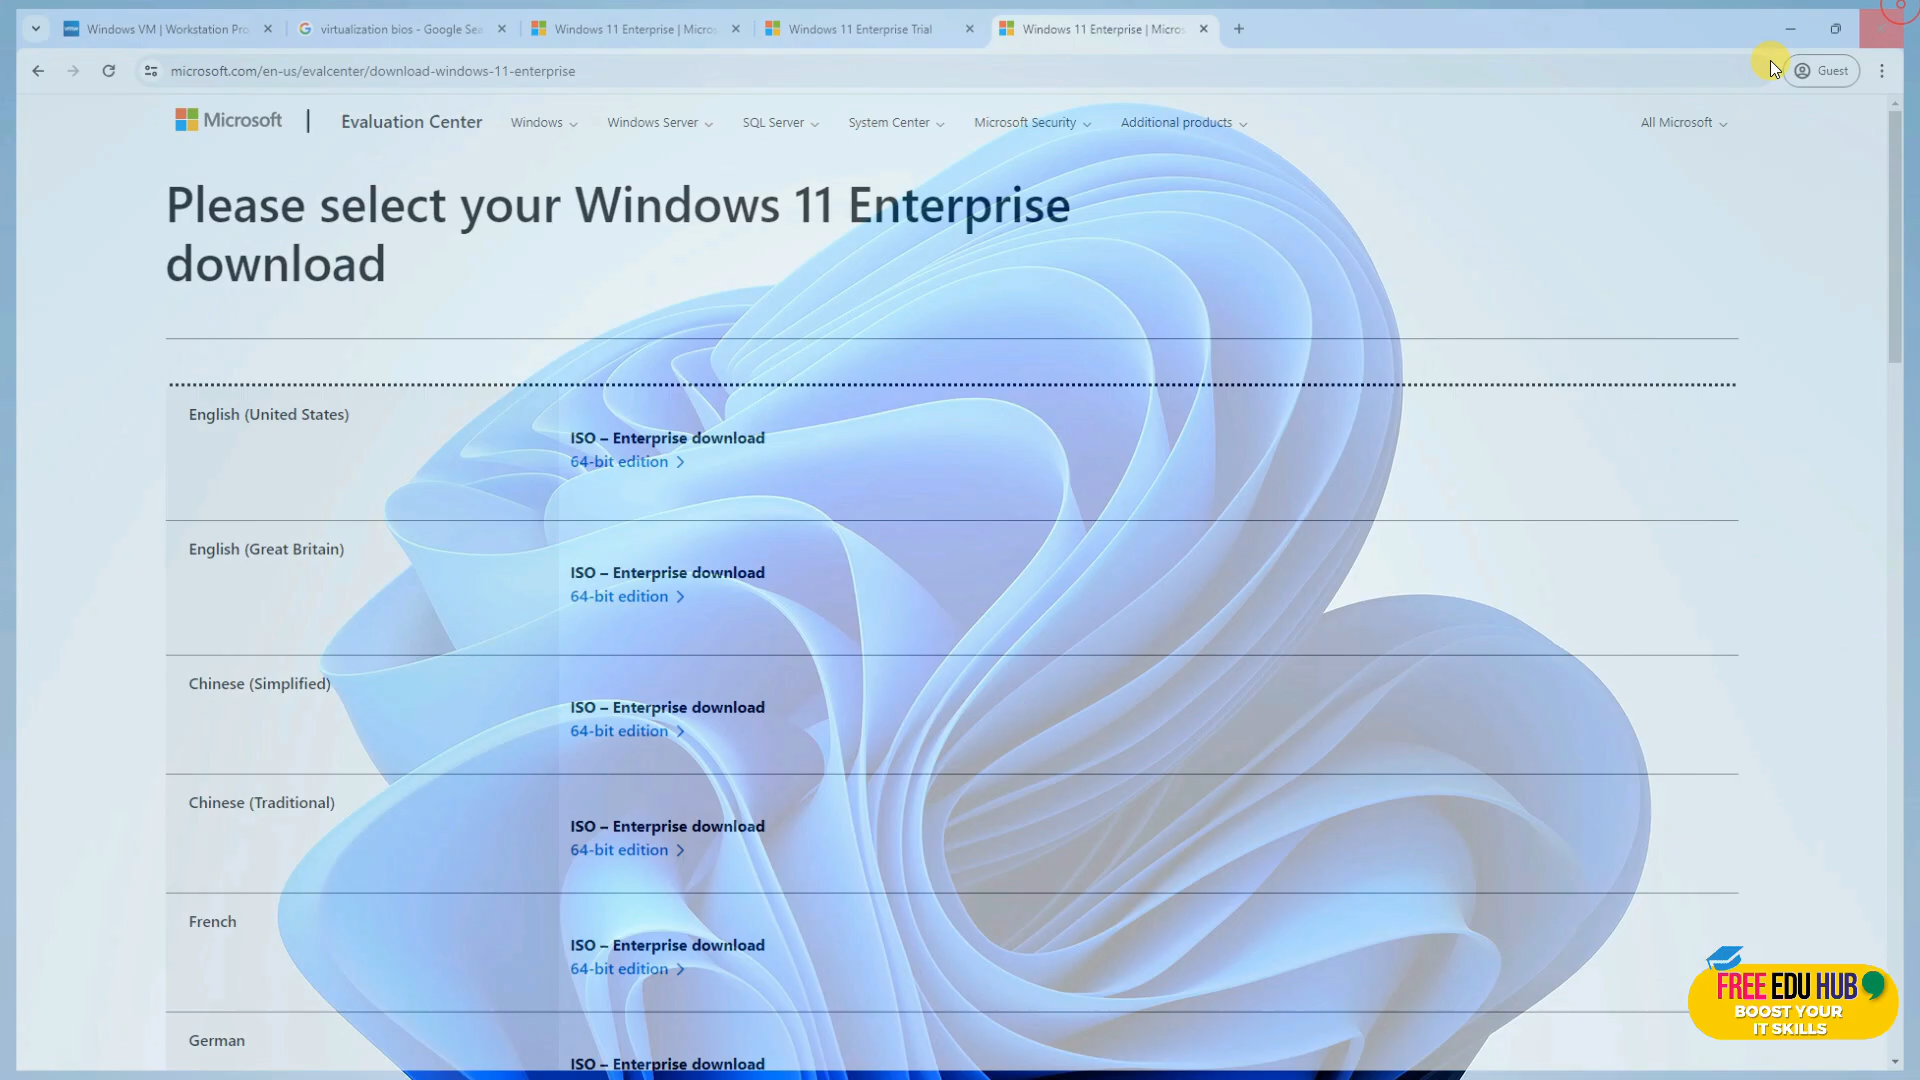 Windows VM | Workstation Pro
virtualization bios - Google Sea
Windows 11 Enterprise | Micros
Windows 11 Enterprise Trial
Windows 11 Enterprise | Micros
microsoft.com/en-us/evalcenter/download-windows-11-enterprise
Guest
Microsoft
Evaluation Center
Windows
Windows Server
SQL Server
System Center
Microsoft Security
Additional products
All Microsoft
Please select your Windows 11 Enterprise
download
English (United States)
ISO – Enterprise download
64-bit edition
English (Great Britain)
ISO – Enterprise download
64-bit edition
Chinese (Simplified)
ISO – Enterprise download
64-bit edition
Chinese (Traditional)
ISO – Enterprise download
64-bit edition
French
ISO – Enterprise download
64-bit edition
German
ISO – Enterprise download
FREE EDU HUB
BOOST YOUR
IT SKILLS